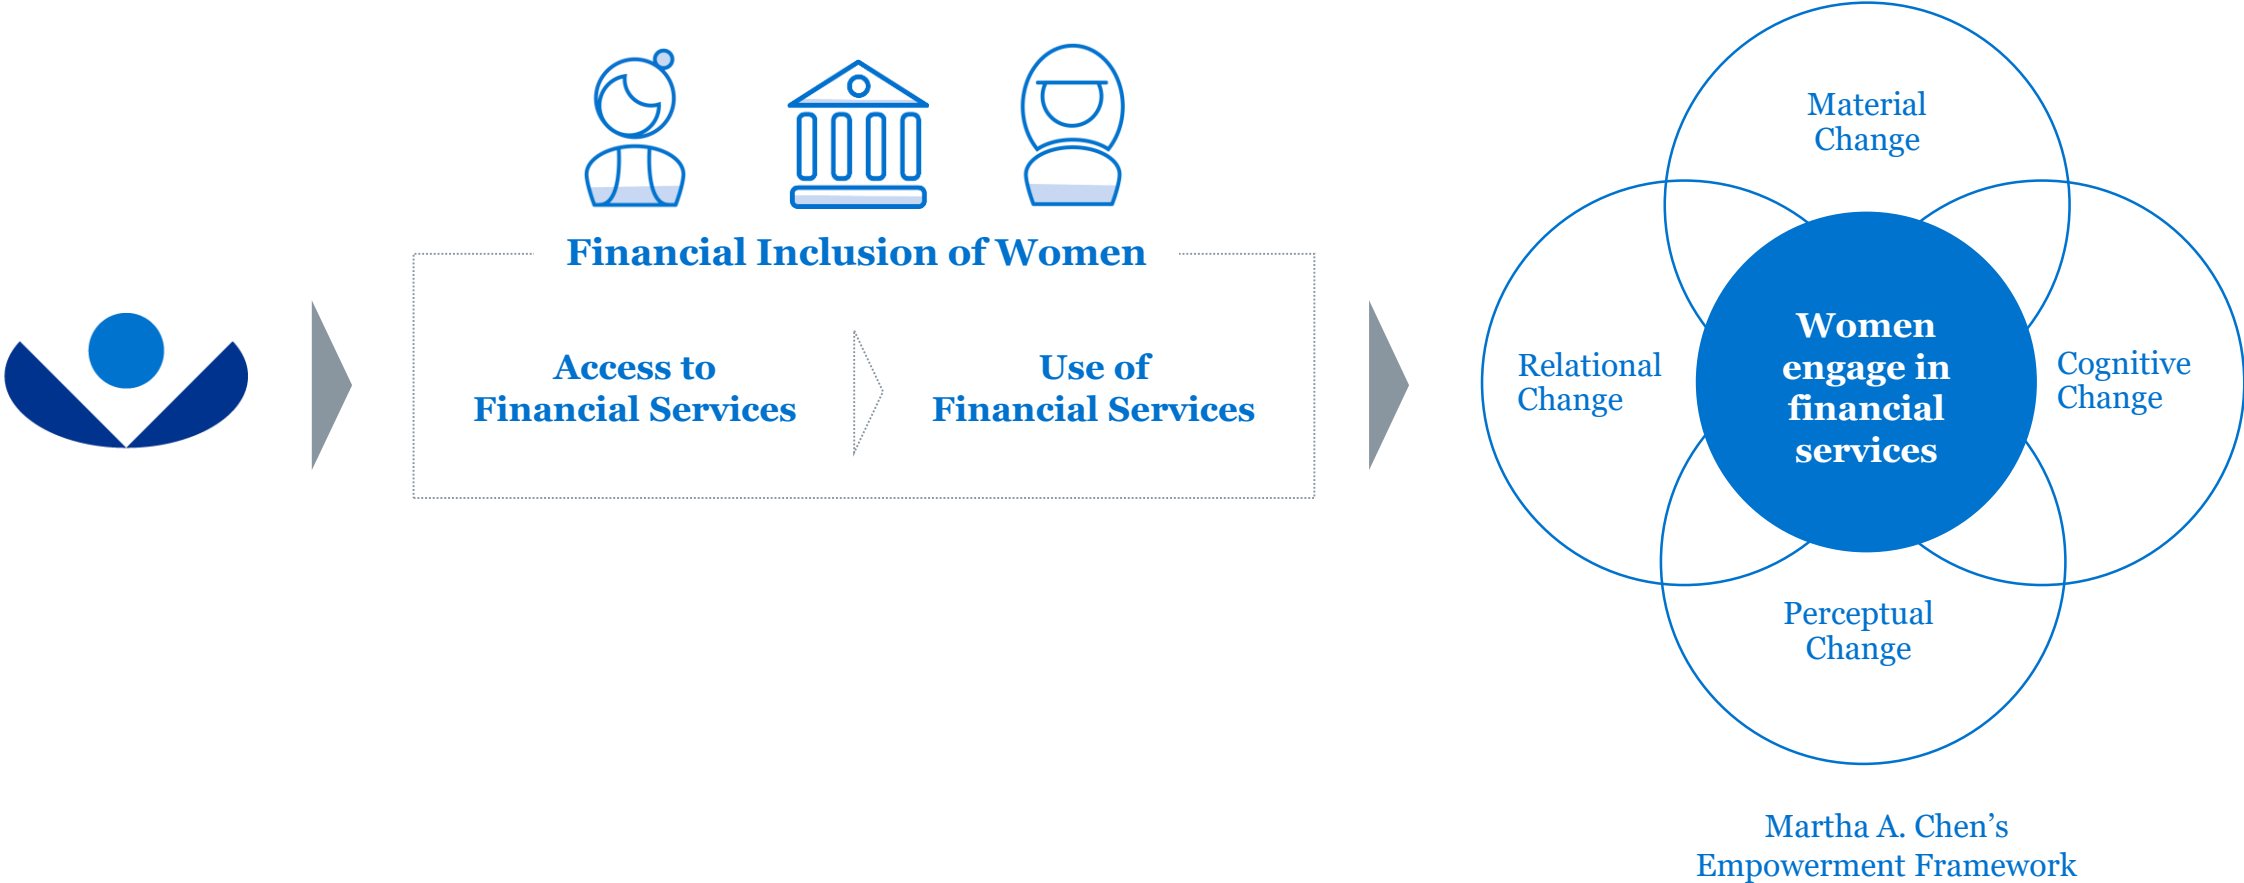 Financial Inclusion of Women
Access to
Financial Services
Use of
Financial Services
Material
Change
Relational
Change
Women
engage in
financial
services
Cognitive
Change
Perceptual
Change
Martha A. Chen’s
Empowerment Framework